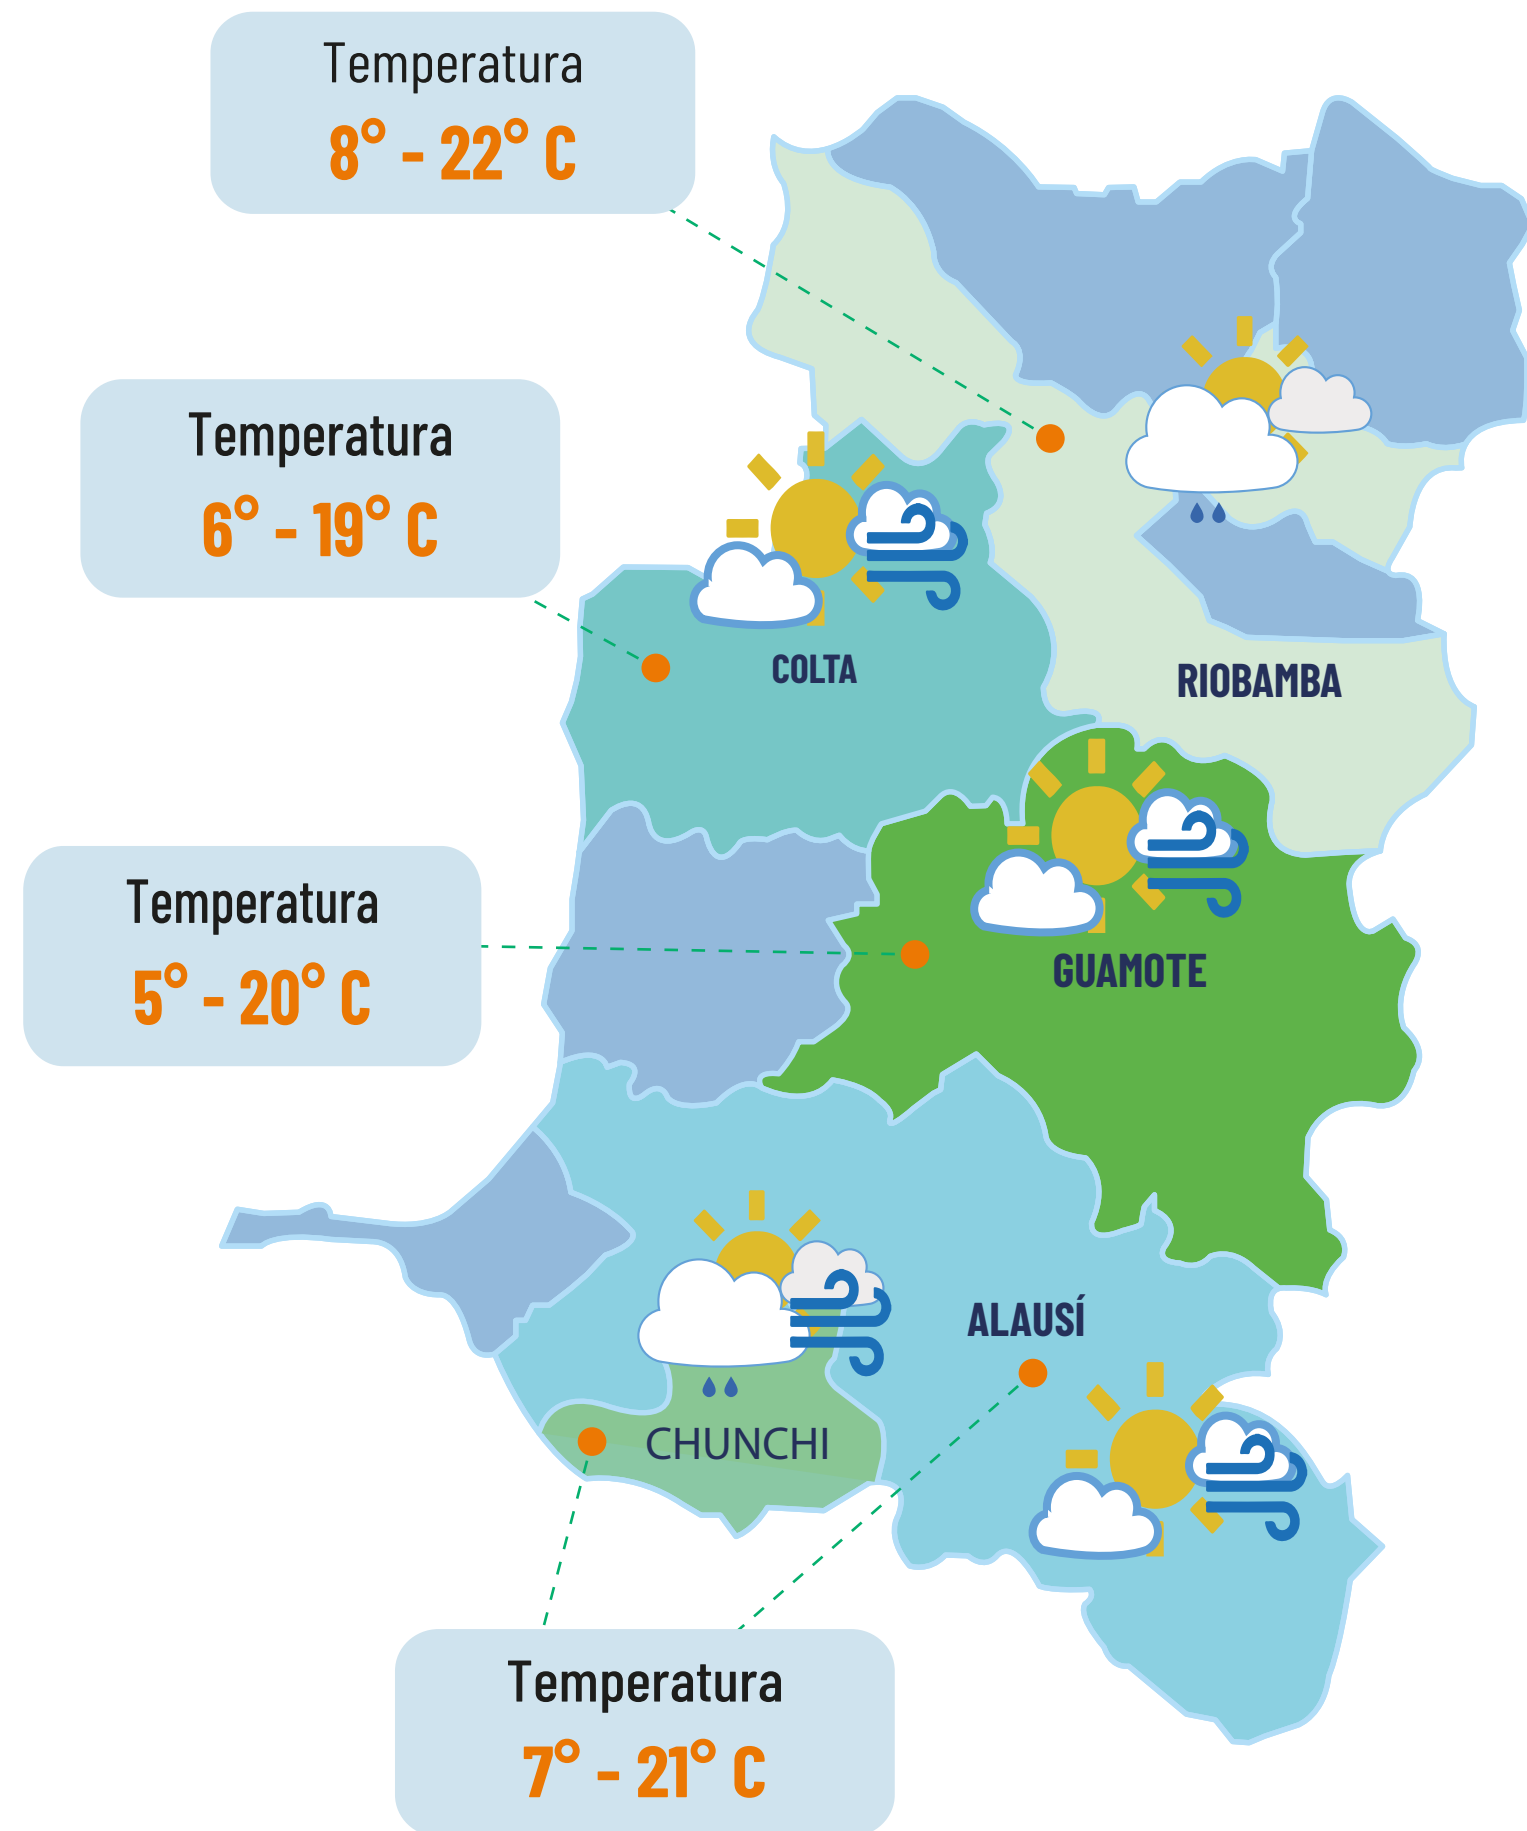 Temperatura
8° - 22° C
Temperatura
6° - 19° C
COLTA
RIOBAMBA
Temperatura
5° - 20° C
GUAMOTE
ALAUSÍ
CHUNCHI
Temperatura
7° - 21° C